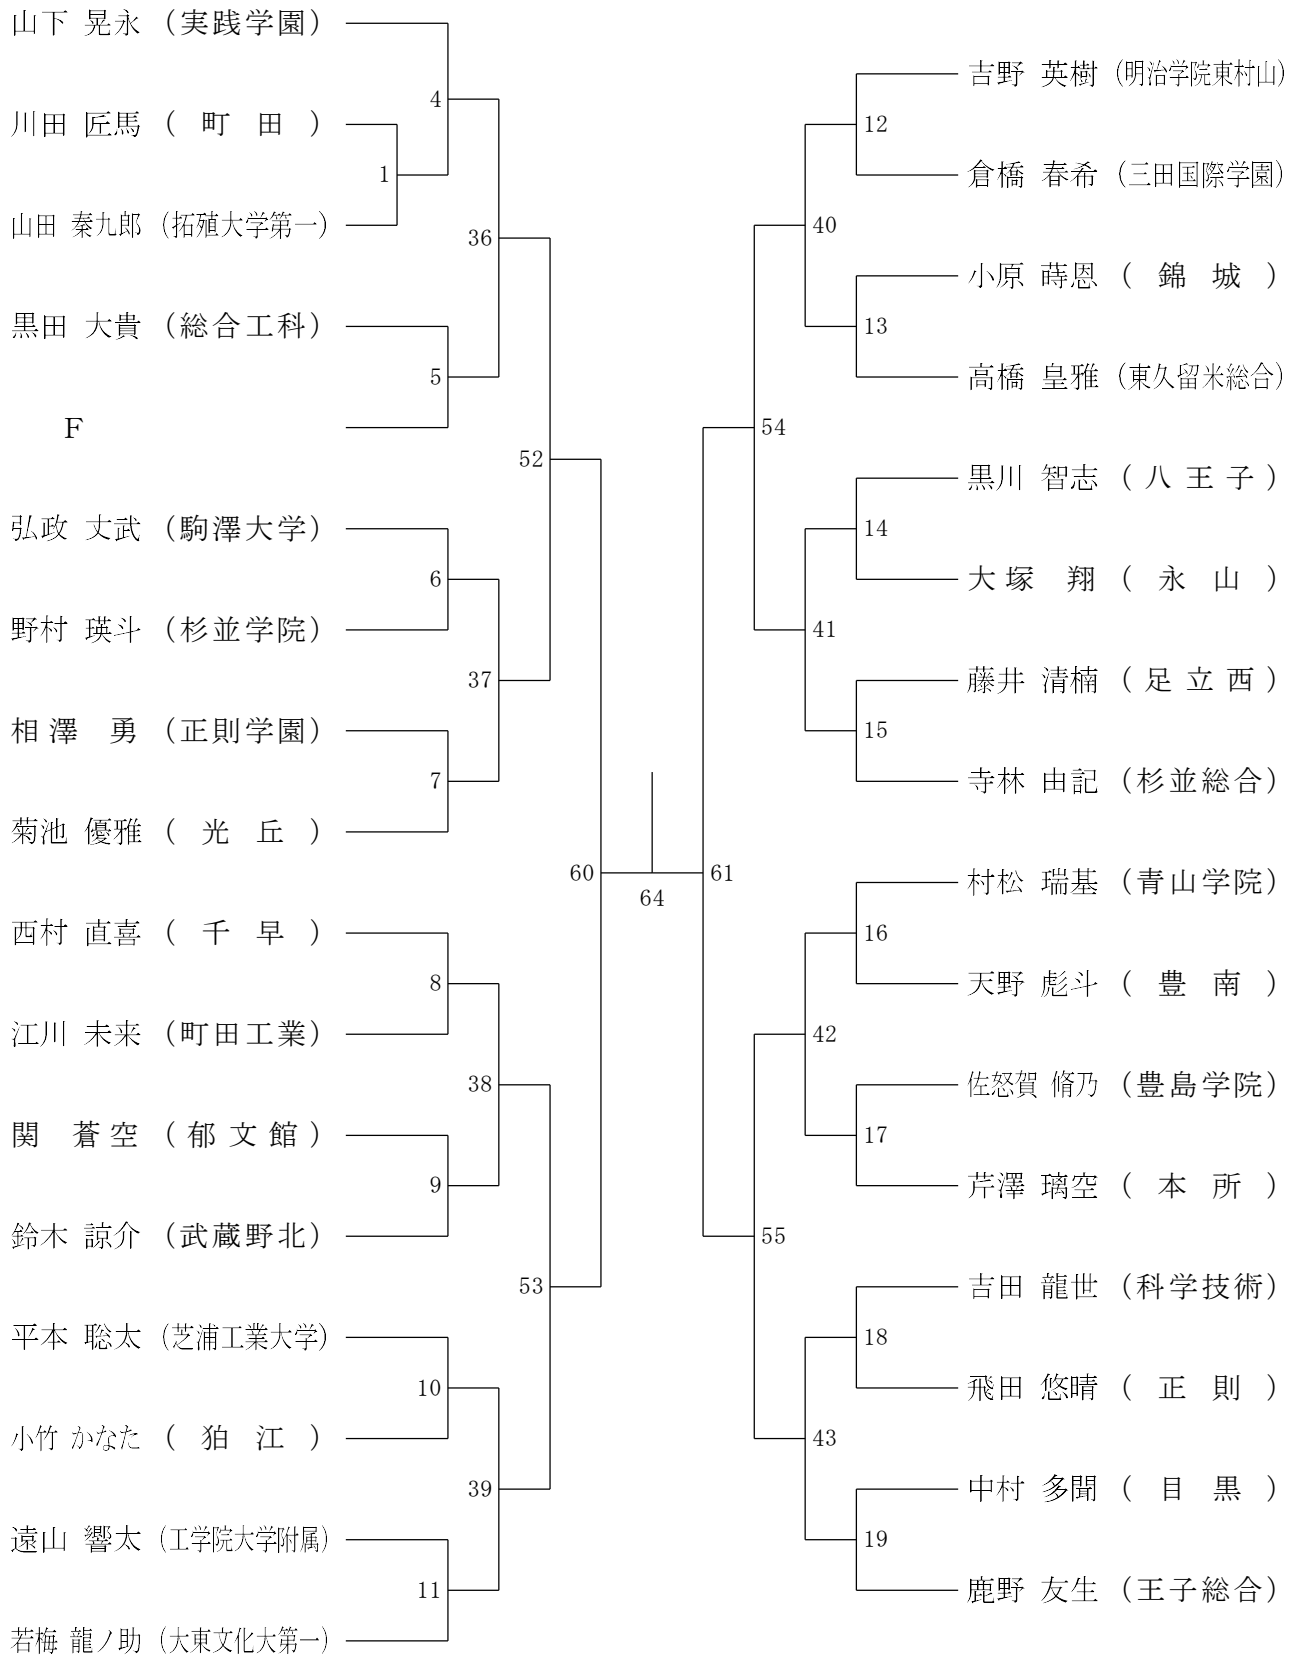 山下 晃永 (実践学園)
川田 匠馬 ( 町 田 )
山田 秦九郎 (拓殖大学第一)
黒田 大貴 (総合工科)
F
弘政 丈武 (駒澤大学)
野村 瑛斗 (杉並学院)
相澤 勇 (正則学園)
菊池 優雅 ( 光 丘 )
西村 直喜 ( 千 早 )
江川 未来 (町田工業)
関 蒼空 (郁文館)
鈴木 諒介 (武蔵野北)
平本 聡太 (芝浦工業大学)
小竹 かなた ( 狛 江 )
遠山 響太 (工学院大学附属)
若梅 龍ノ助 (大東文化大第一)
1
4
5
6
7
8
9
10
11
36
37
38
39
52
53
60
64
61
54
55
40
41
42
43
12
13
14
15
16
17
18
19
吉野 英樹 (明治学院東村山)
倉橋 春希 (三田国際学園)
小原 蒔恩 ( 錦 城 )
高橋 皇雅 (東久留米総合)
黒川 智志 (八王子)
大塚 翔 ( 永 山 )
藤井 清楠 (足立西)
寺林 由記 (杉並総合)
村松 瑞基 (青山学院)
天野 彪斗 ( 豊 南 )
佐怒賀 脩乃 (豊島学院)
芹澤 璃空 ( 本 所 )
吉田 龍世 (科学技術)
飛田 悠晴 ( 正 則 )
中村 多聞 ( 目 黒 )
鹿野 友生 (王子総合)